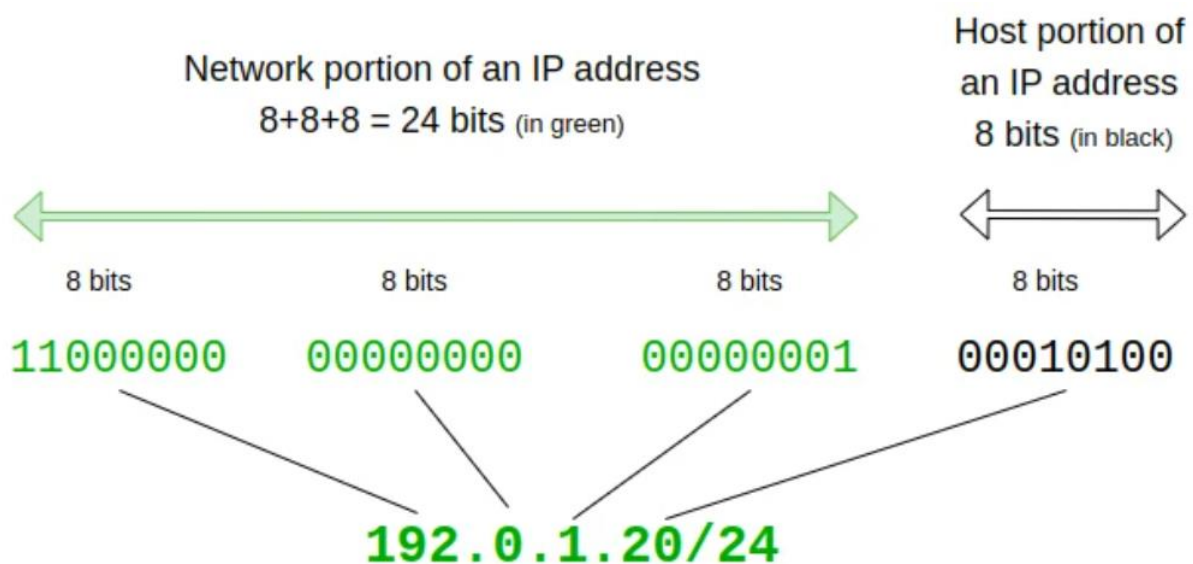 Network portion of an IP address
8+8+8 = 24 bits (in green)
Host portion of
an IP address
8 bits (in black)
8 bits
8 bits
8 bits
8 bits
11000000
00000000
00000001
00010100
192.0.1.20/24